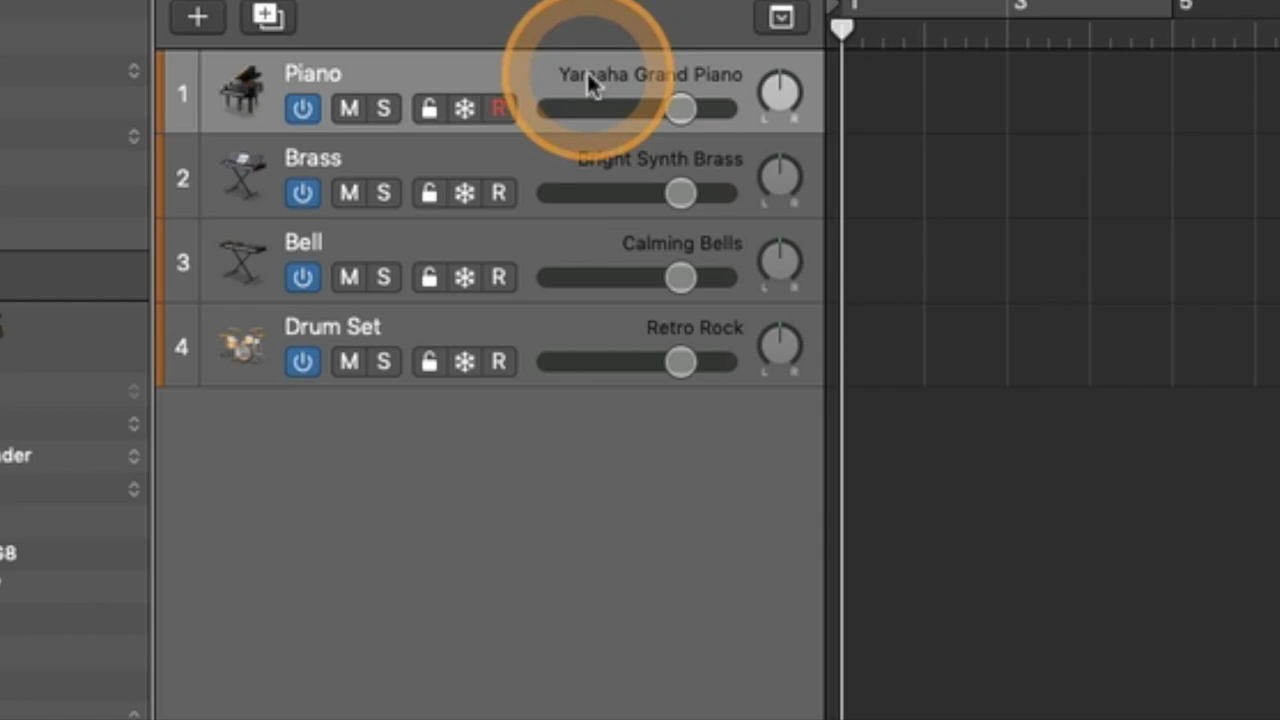 1 3 5
1 Piano Yamaha Grand Piano
M S R
L R
2 Brass Bright Synth Brass
M S R
L R
3 Bell Calming Bells
M S R
L R
4 Drum Set Retro Rock
M S R
L R